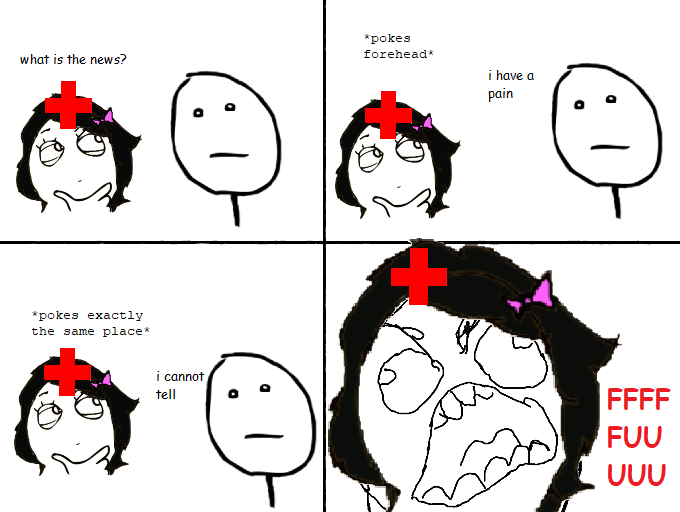 what is the news?
*pokes
forehead*
i have a
pain
*pokes exactly
the same place*
i cannot
tell
FFFF
FUU
UUU